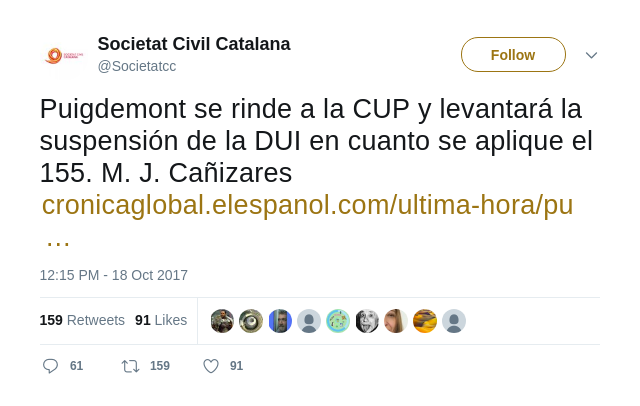 Societat Civil Catalana
@Societatcc
Follow
Puigdemont se rinde a la CUP y levantará la
suspensión de la DUI en cuanto se aplique el
155. M. J. Cañizares
cronicaglobal.elespanol.com/ultima-hora/pu
…
12:15 PM - 18 Oct 2017
159 Retweets 91 Likes
61 159 91